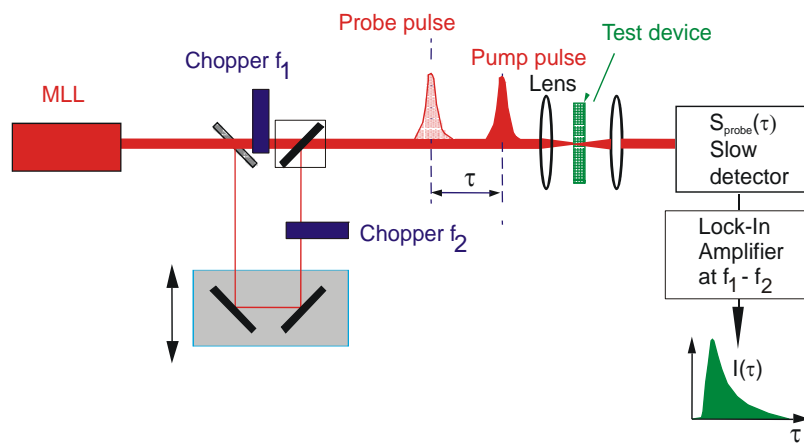 Probe pulse
Test device
Chopper f1
Pump pulse
MLL
Lens
Sprobe(τ)
Slow
detector
τ
Chopper f2
Lock-In
Amplifier
at f1 - f2
I(τ)
τ